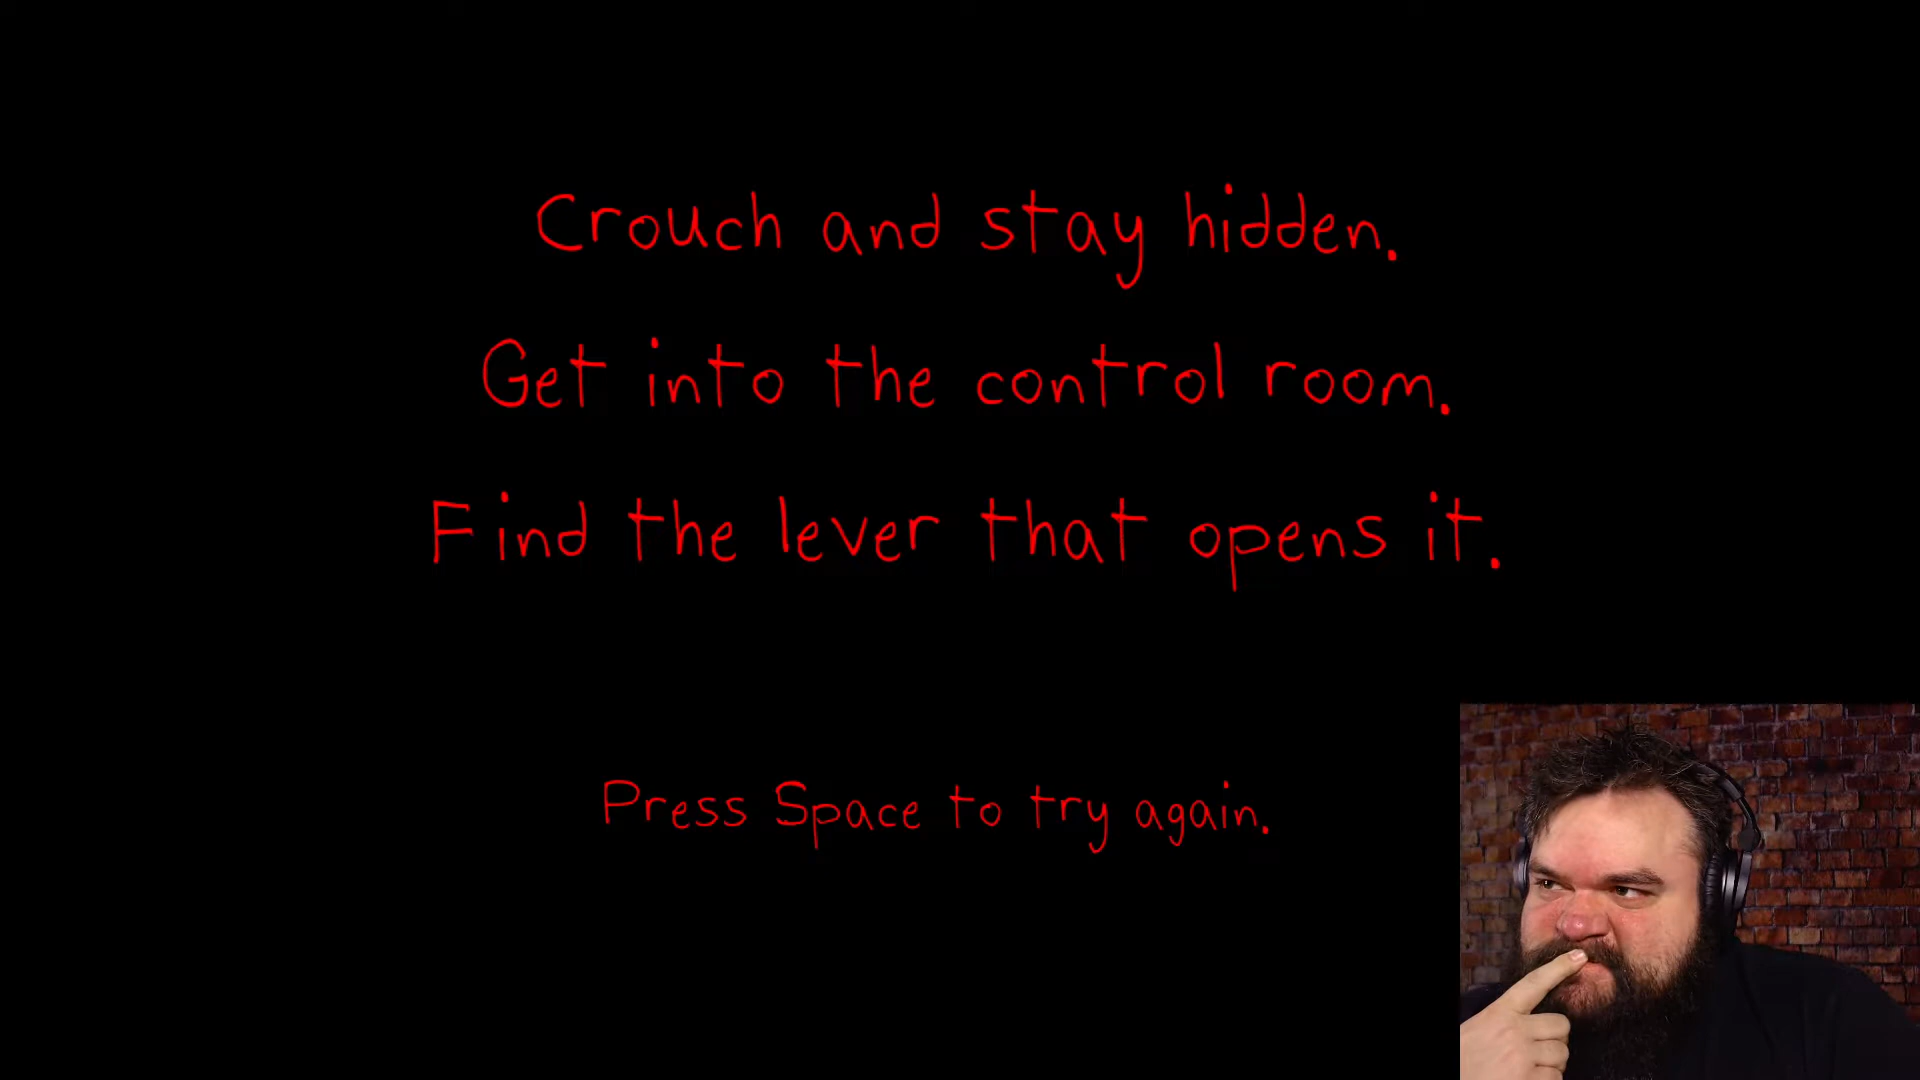 Crouch and stay hidden.
Get into the control room.
Find the lever that opens it.
Press Space to try again.